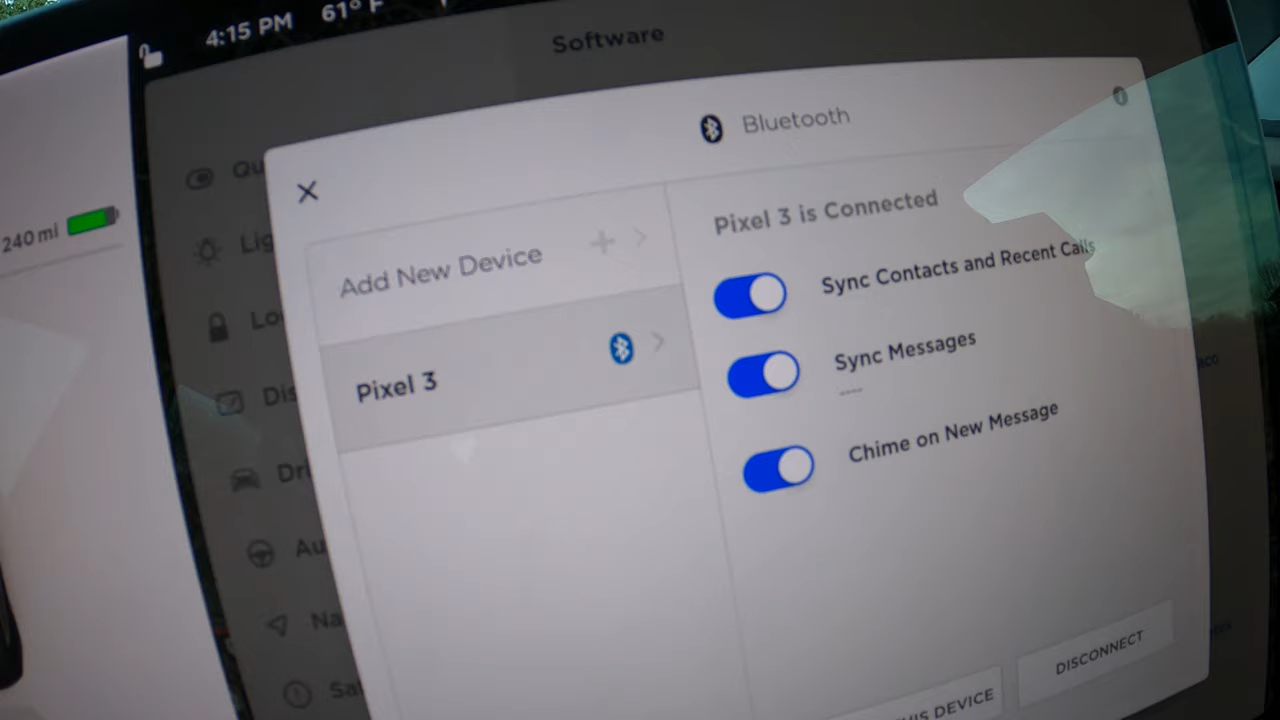 4:15 PM 61° F
Software
240 mi
Bluetooth
Add New Device
Pixel 3
Pixel 3 is Connected
Sync Contacts and Recent Calls
Sync Messages
----
Chime on New Message
DEVICE
DISCONNECT